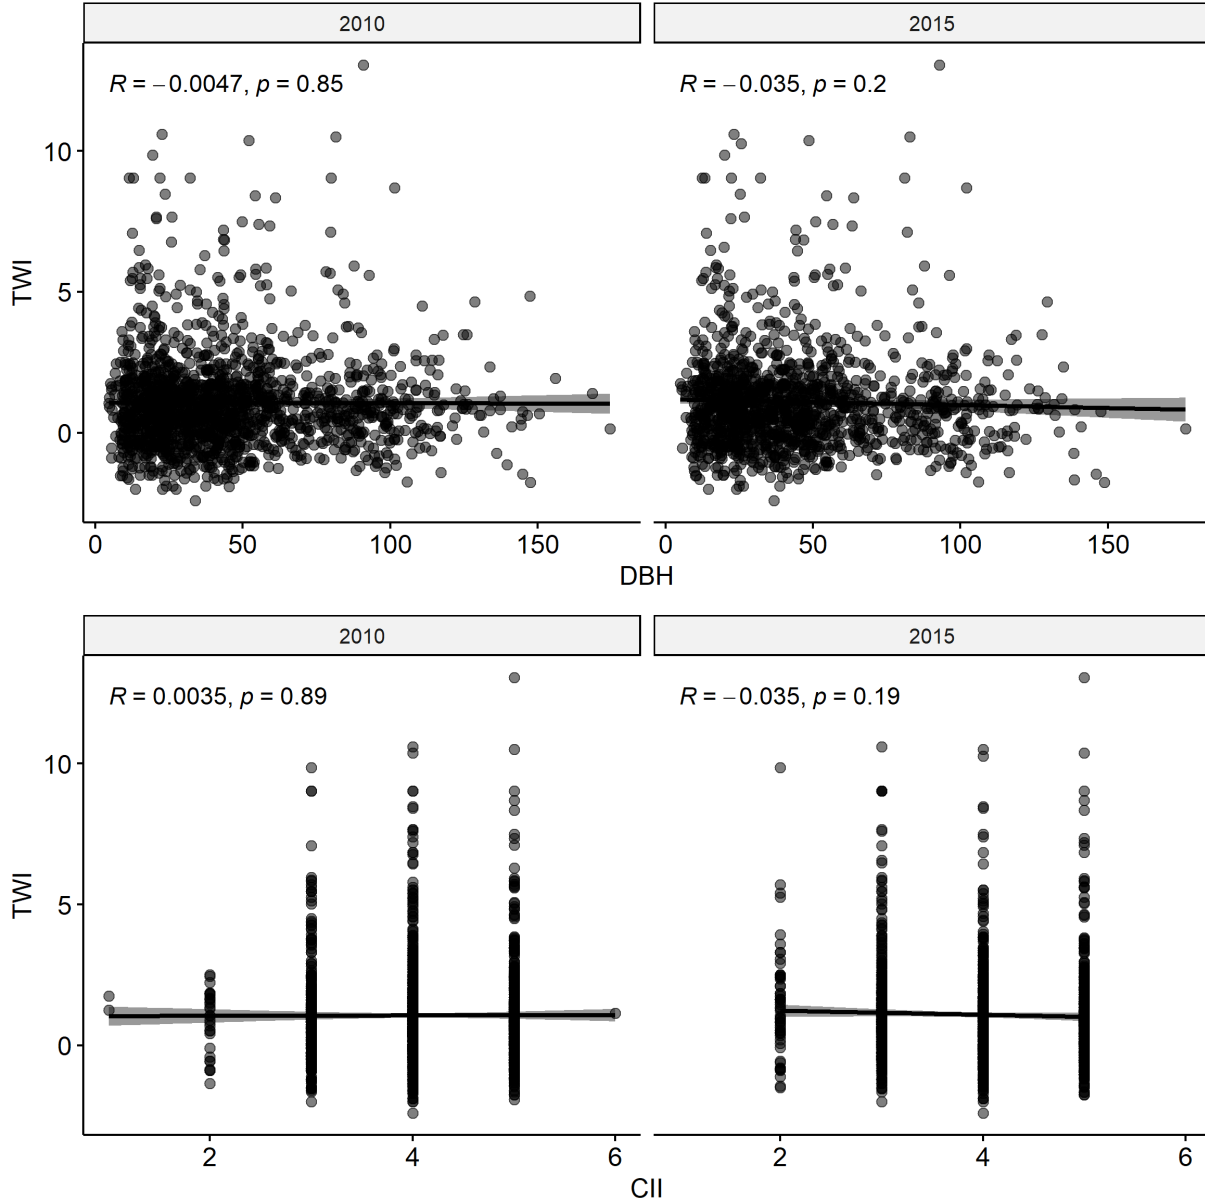 2010 2015
R = −0.0047, p = 0.85 R = −0.035, p = 0.2
10
5
0
TWI
0 50 100 150 0 50 100 150
DBH
2010 2015
R = 0.0035, p = 0.89 R = −0.035, p = 0.19
10
5
0
TWI
2 4 6 2 4 6
CII